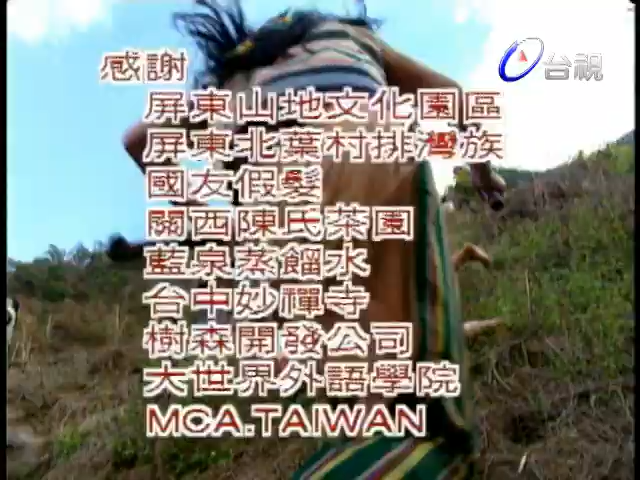 台視
感謝
屏東山地文化園區
屏東北葉村排灣族
國友假髮
關西陳氏茶園
藍泉蒸餾水
台中妙禪寺
樹森開發公司
大世界外語學院
MCA.TAIWAN